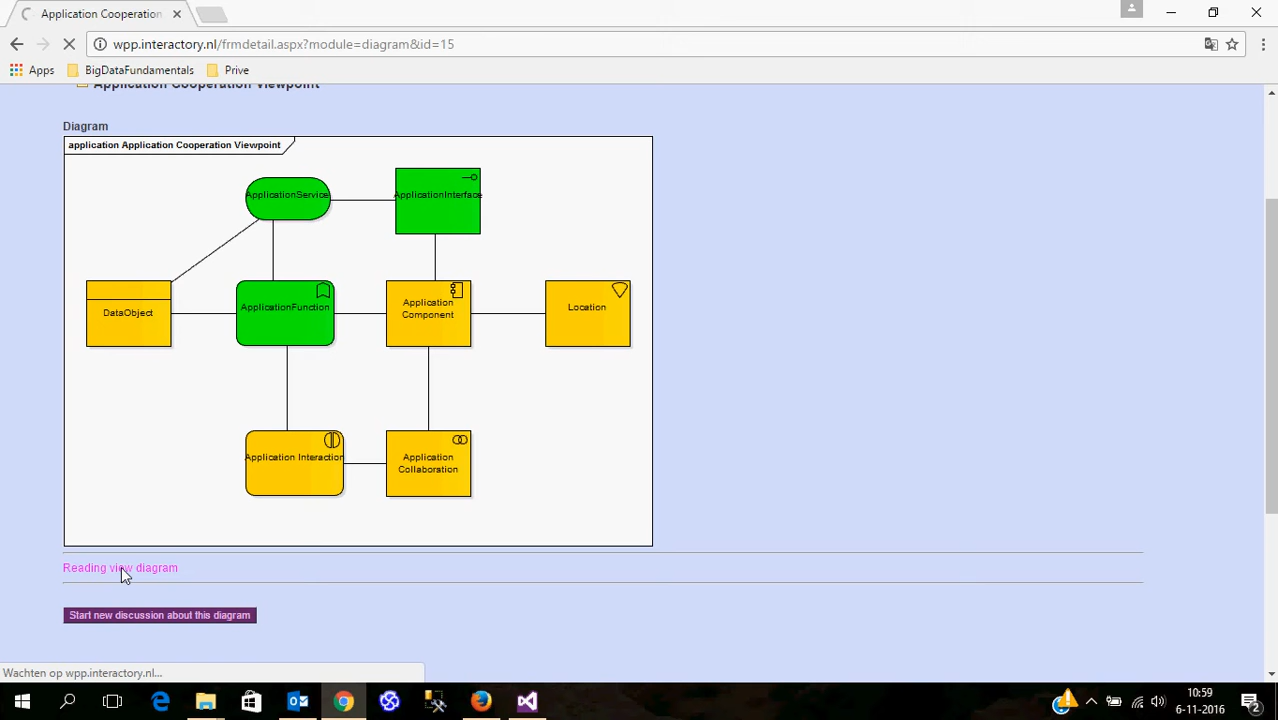 Application Cooperation
wpp.interactory.nl/frmdetail.aspx?module=diagram&id=15
Apps BigDataFundamentals Prive
Application Cooperation Viewpoint
Diagram
application Application Cooperation Viewpoint
ApplicationService
ApplicationInterface
DataObject
ApplicationFunction
Application
Component
Location
Application Interaction
Application
Collaboration
Reading view diagram
Start new discussion about this diagram
Wachten op wpp.interactory.nl...
10:59
6-11-2016
2